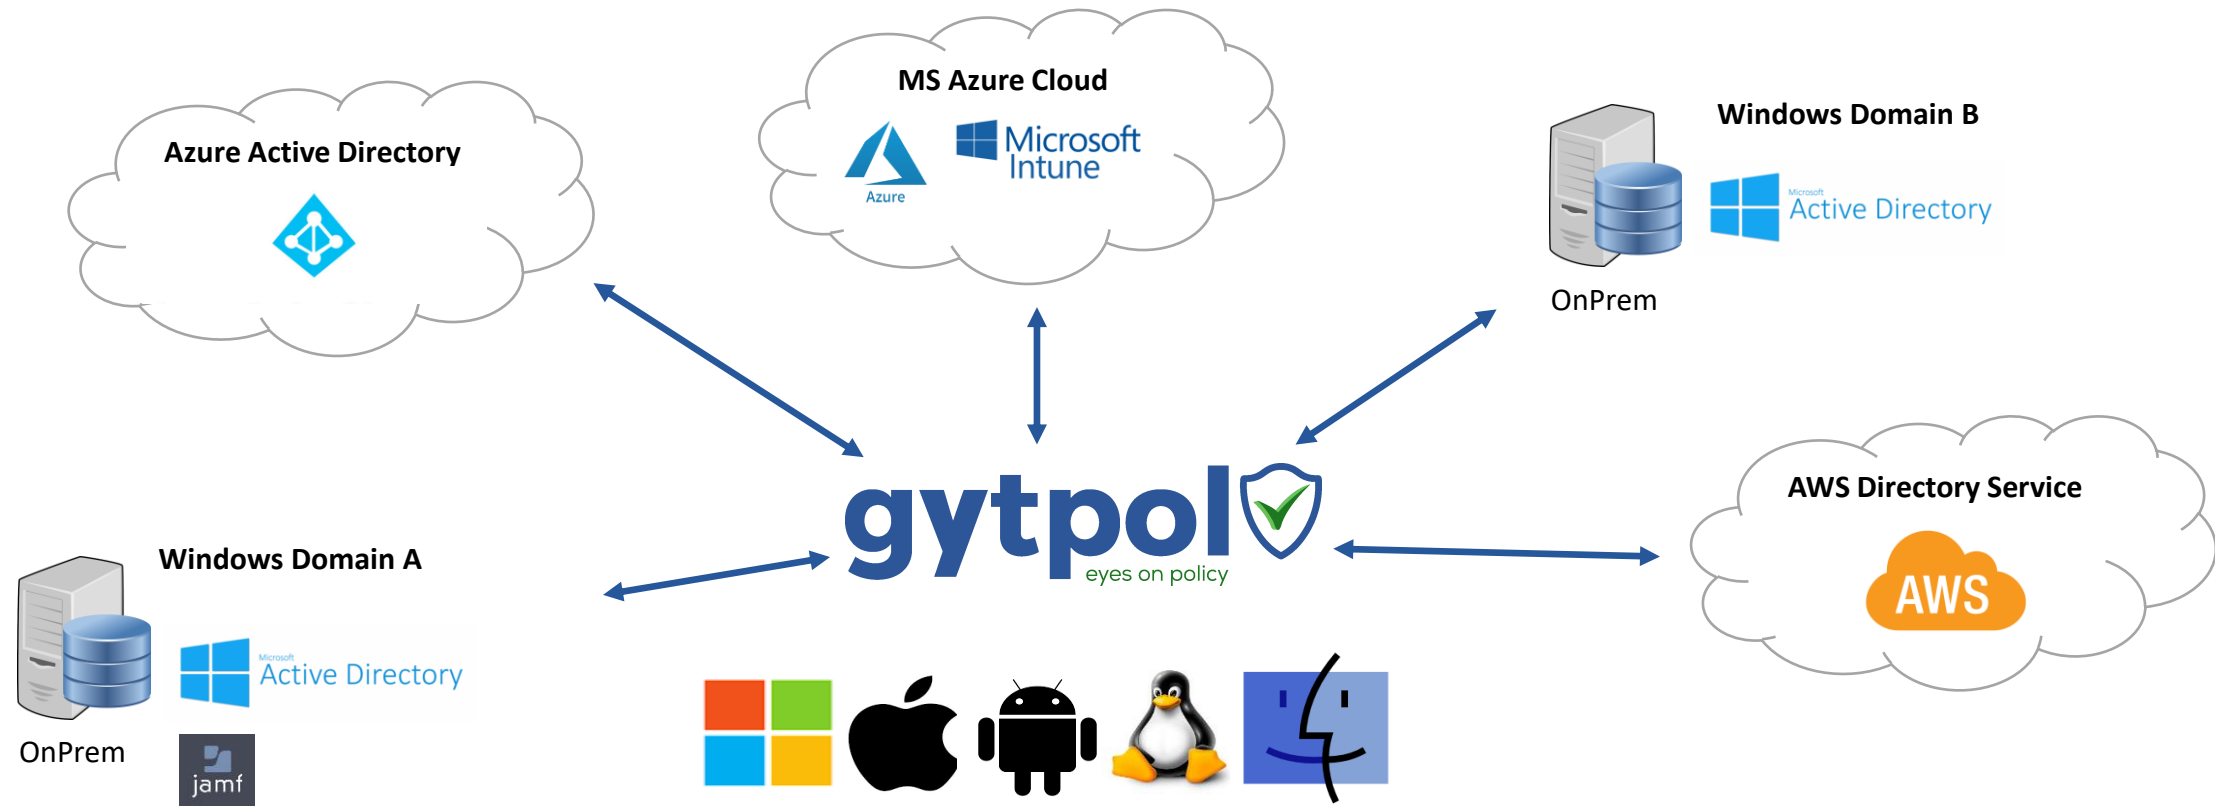 MS Azure Cloud
Azure
Microsoft
Intune
Azure Active Directory
Windows Domain B
Microsoft
Active Directory
OnPrem
gytpol
eyes on policy
AWS Directory Service
AWS
Windows Domain A
Microsoft
Active Directory
OnPrem
jamf